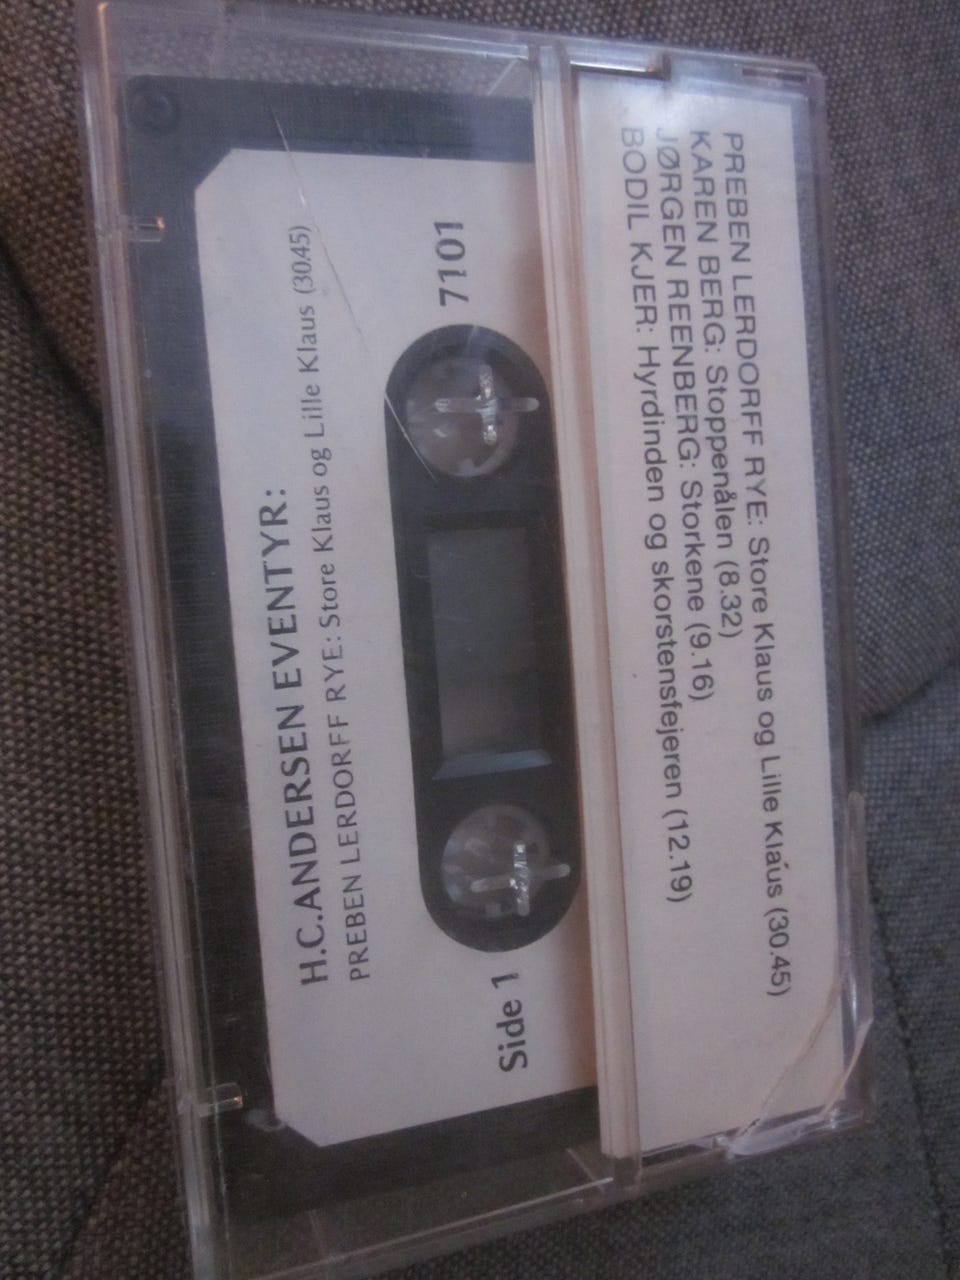 H.C.ANDERSEN EVENTYR:
PREBEN LERDORFF RYE: Store Klaus og Lille Klaus (30.45)
Side 1
7101
PREBEN LERDORFF RYE: Store Klaus og Lille Klaus (30.45)
KAREN BERG: Stoppenålen (8.32)
JØRGEN REENBERG: Storkene (9.16)
BODIL KJER: Hyrdinden og skorstensfejeren (12.19)